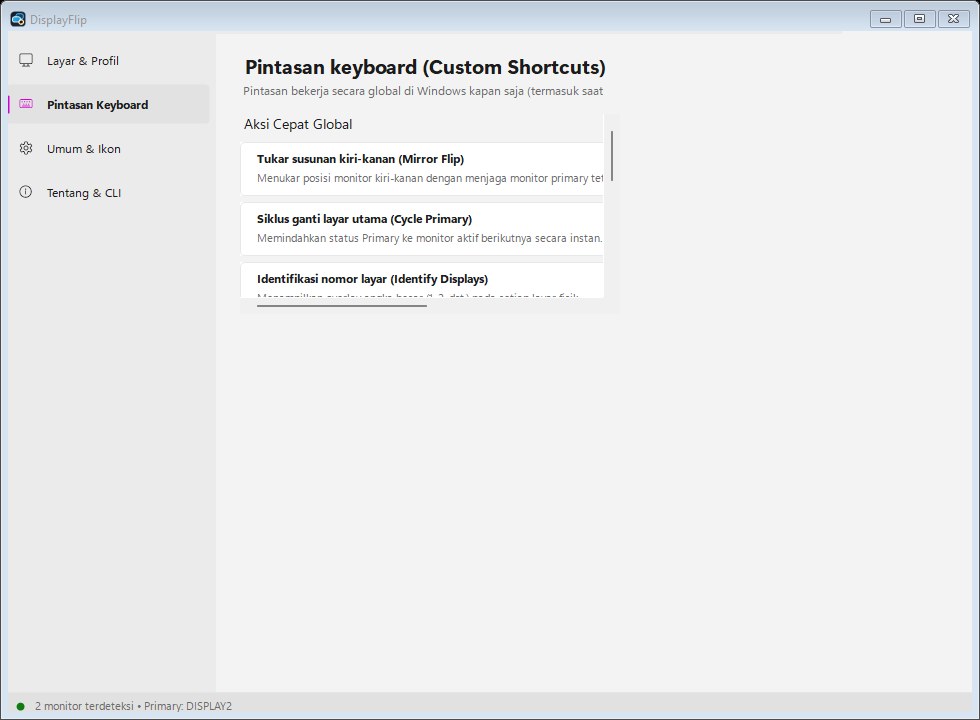 DisplayFlip
Layar & Profil
Pintasan Keyboard
Umum & Ikon
Tentang & CLI
Pintasan keyboard (Custom Shortcuts)
Pintasan bekerja secara global di Windows kapan saja (termasuk saat
Aksi Cepat Global
Tukar susunan kiri-kanan (Mirror Flip)
Menukar posisi monitor kiri-kanan dengan menjaga monitor primary
Siklus ganti layar utama (Cycle Primary)
Memindahkan status Primary ke monitor aktif berikutnya secara instan.
Identifikasi nomor layar (Identify Displays)
2 monitor terdeteksi • Primary: DISPLAY2